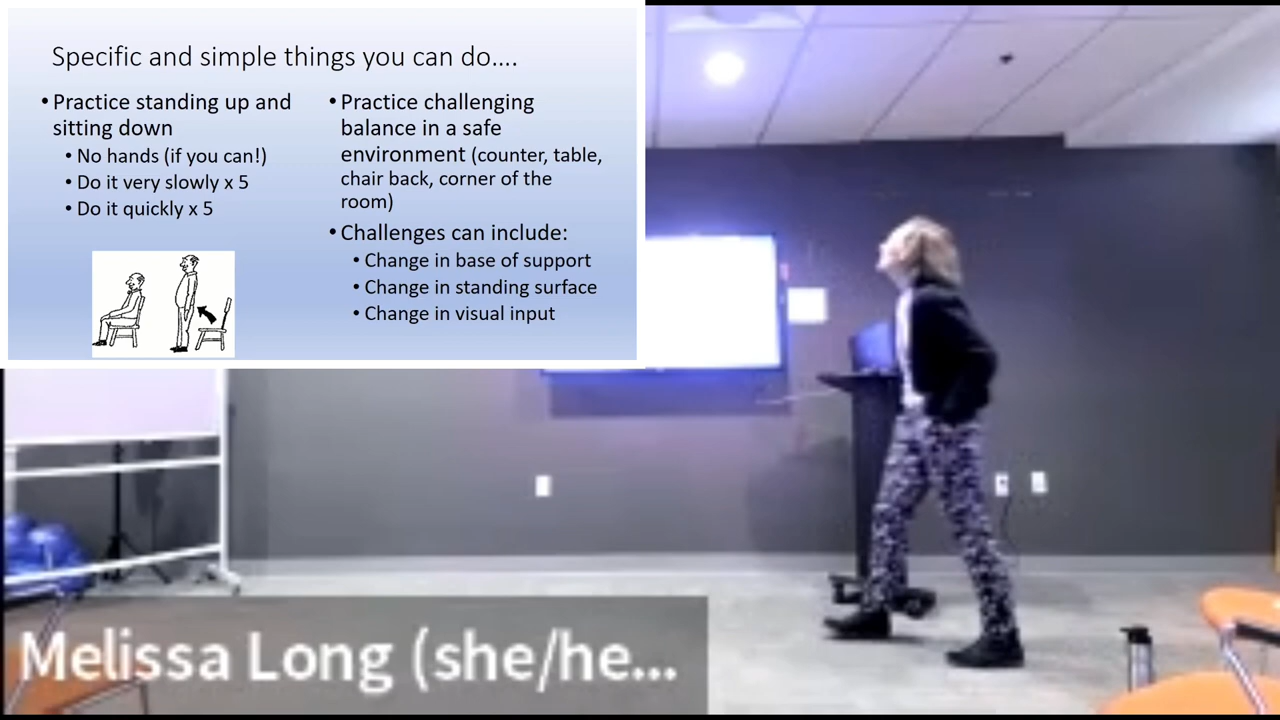 Specific and simple things you can do....
• Practice standing up and
sitting down
• No hands (if you can!)
• Do it very slowly x 5
• Do it quickly x 5
• Practice challenging
balance in a safe
environment (counter, table,
chair back, corner of the
room)
• Challenges can include:
• Change in base of support
• Change in standing surface
• Change in visual input
Melissa Long (she/he...